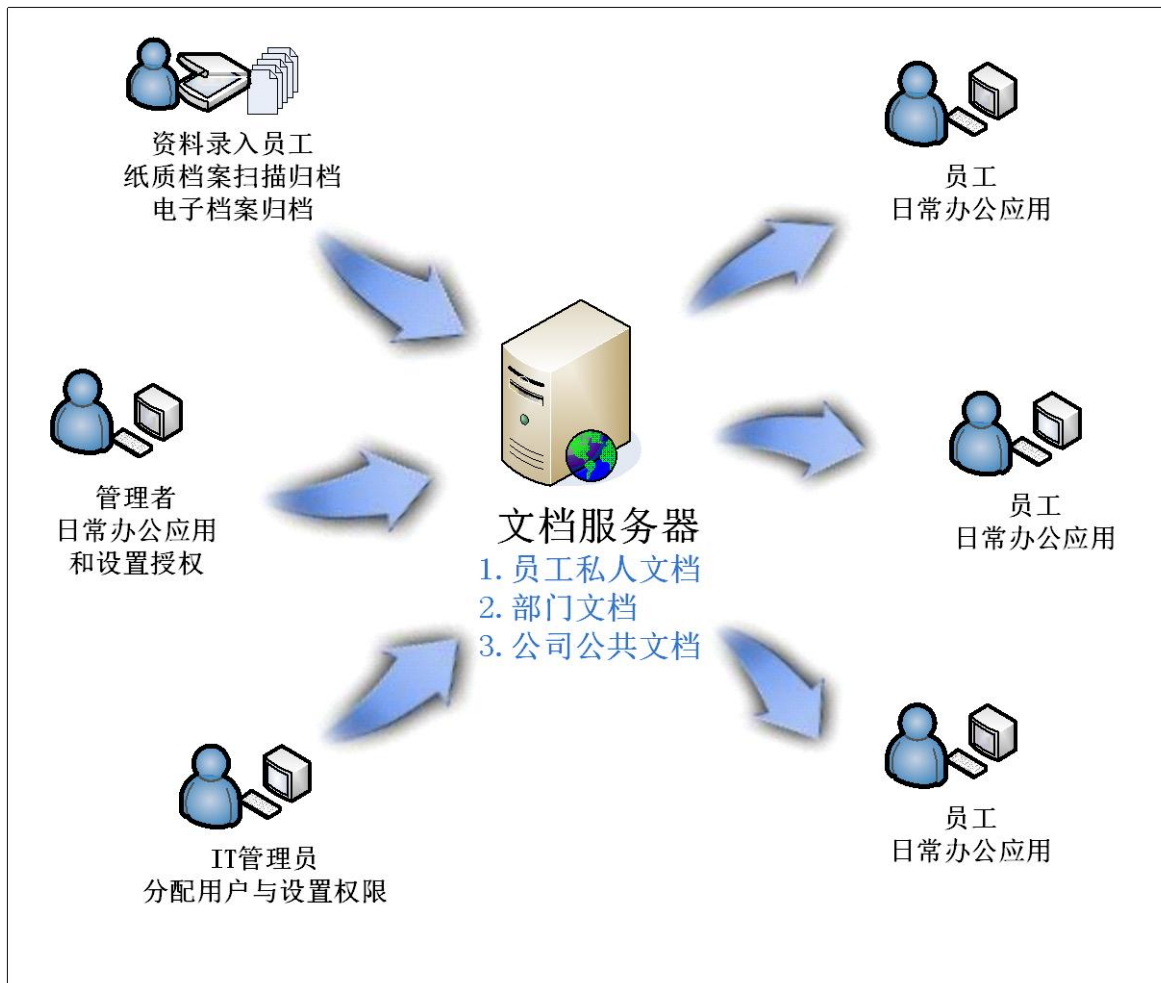 资料录入员工
纸质档案扫描归档
电子档案归档
员工
日常办公应用
管理者
日常办公应用
和设置授权
文档服务器
1.员工私人文档
2.部门文档
3.公司公共文档
员工
日常办公应用
IT管理员
分配用户与设置权限
员工
日常办公应用